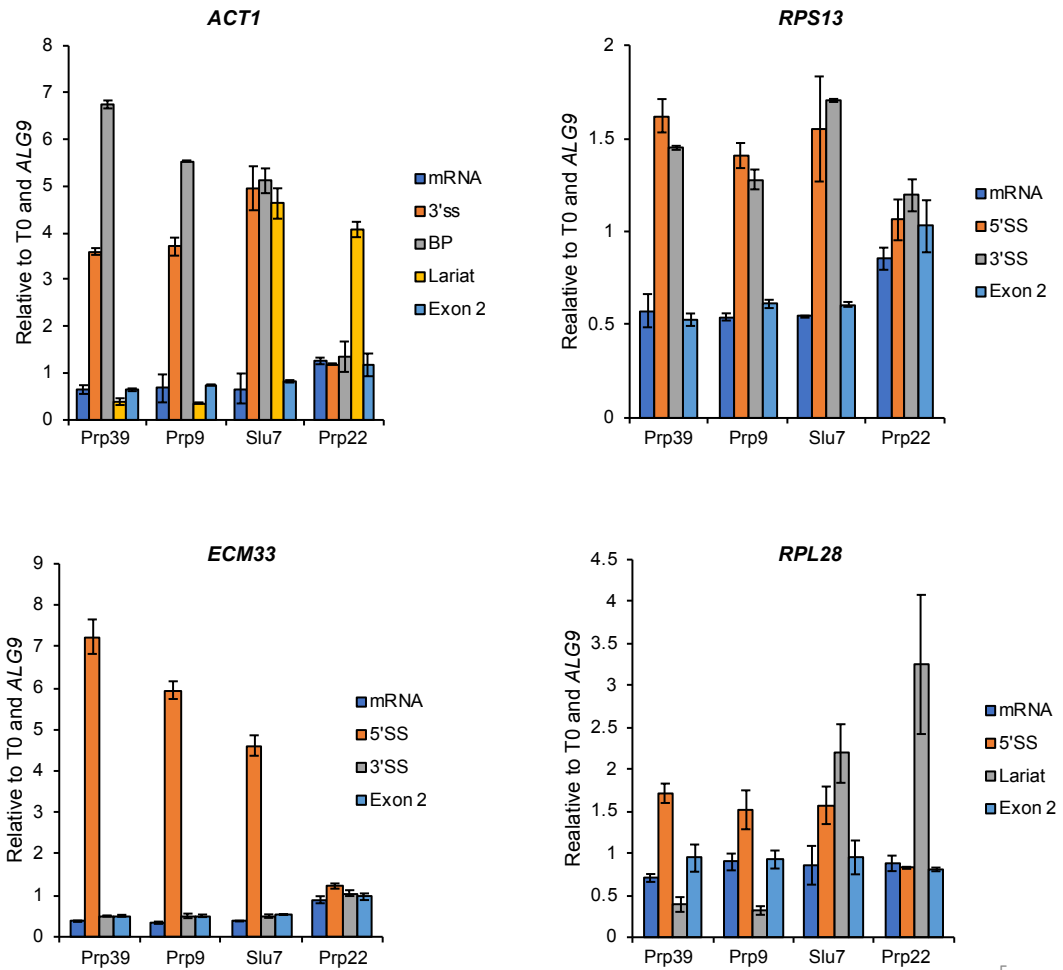 ACT1
8
7
6
5
4
3
2
1
0
Relative to T0 and ALG9
Prp39 Prp9 Slu7 Prp22
mRNA
3'ss
BP
Lariat
Exon 2
RPS13
2
1.5
1
0.5
0
Realative to T0 and ALG9
Prp39 Prp9 Slu7 Prp22
mRNA
5'SS
3'SS
Exon 2
ECM33
9
8
7
6
5
4
3
2
1
0
Relative to T0 and ALG9
Prp39 Prp9 Slu7 Prp22
mRNA
5'SS
3'SS
Exon 2
RPL28
4.5
4
3.5
3
2.5
2
1.5
1
0.5
0
Realative to T0 and ALG9
Prp39 Prp9 Slu7 Prp22
mRNA
5'SS
Lariat
Exon 2